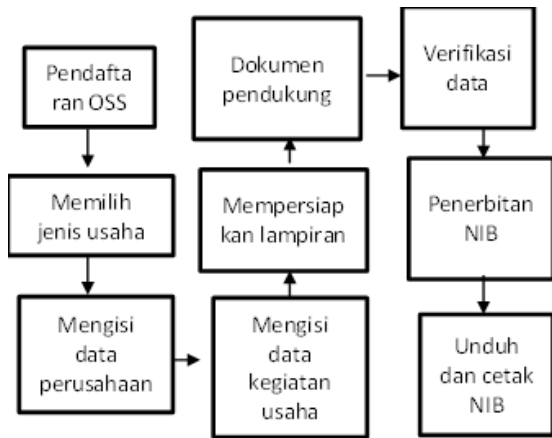 Pendafta
ran OSS
Memilih
jenis usaha
Mengisi
data
perusahaan
Mengisi
data
kegiatan
usaha
Mempersiap
kan lampiran
Dokumen
pendukung
Verifikasi
data
Penerbitan
NIB
Unduh
dan cetak
NIB